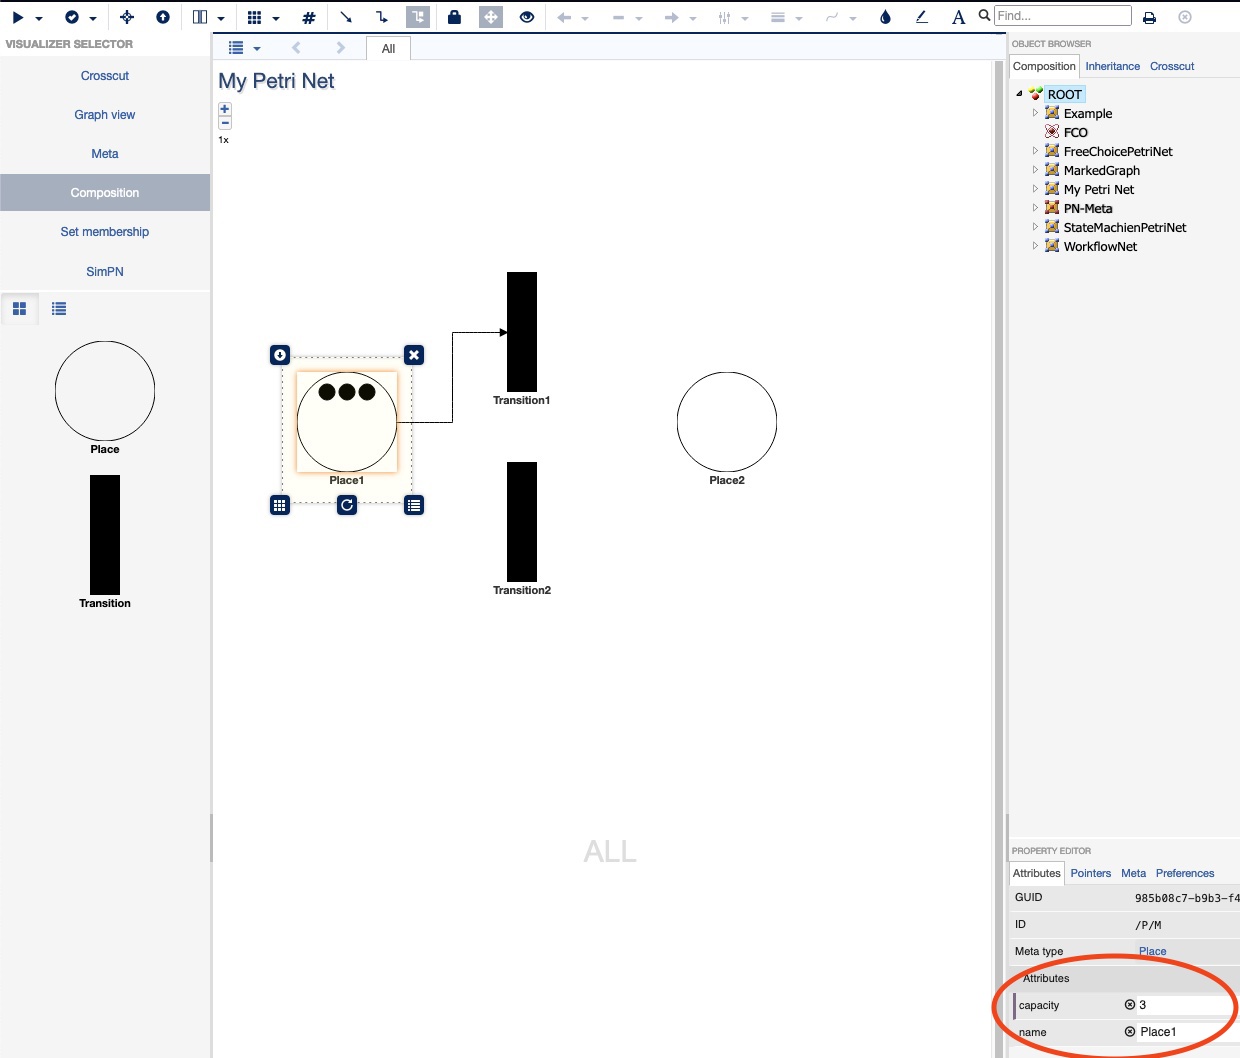 Find...
VISUALIZER SELECTOR
Crosscut
Graph view
Meta
Composition
Set membership
SimPN
Place
Transition
All
My Petri Net
1x
Place1
Transition1
Transition2
Place2
ALL
OBJECT BROWSER
Composition Inheritance Crosscut
ROOT
Example
FCO
FreeChoicePetriNet
MarkedGraph
My Petri Net
PN-Meta
StateMachienPetriNet
WorkflowNet
PROPERTY EDITOR
Attributes Pointers Meta Preferences
GUID 985b08c7-b9b3-f4
ID /P/M
Meta type Place
Attributes
capacity 3
name Place1